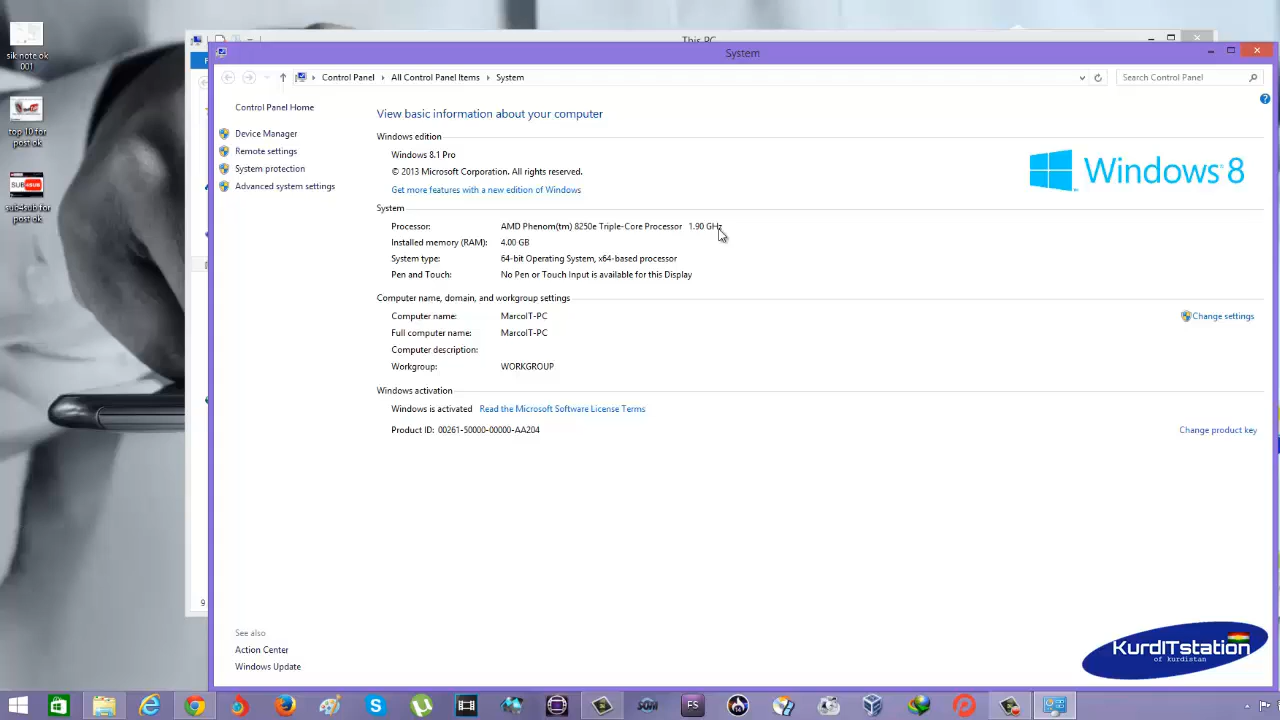 sik note ok
001
This PC
System
Control Panel
All Control Panel Items
System
Search Control Panel
top 10 for
post ok
SUB4SUB
sub4sub for
post ok
Control Panel Home
Device Manager
Remote settings
System protection
Advanced system settings
View basic information about your computer
Windows edition
Windows 8.1 Pro
© 2013 Microsoft Corporation. All rights reserved.
Get more features with a new edition of Windows
Windows 8
System
Processor: AMD Phenom(tm) 8250e Triple-Core Processor 1.90 GHz
Installed memory (RAM): 4.00 GB
System type: 64-bit Operating System, x64-based processor
Pen and Touch: No Pen or Touch Input is available for this Display
Computer name, domain, and workgroup settings
Computer name: MarcoIT-PC
Change settings
Full computer name: MarcoIT-PC
Computer description:
Workgroup: WORKGROUP
Windows activation
Windows is activated Read the Microsoft Software License Terms
Product ID: 00261-50000-00000-AA204
Change product key
9
See also
Action Center
Windows Update
KurdITstation
of kurdistan
SOM
FS